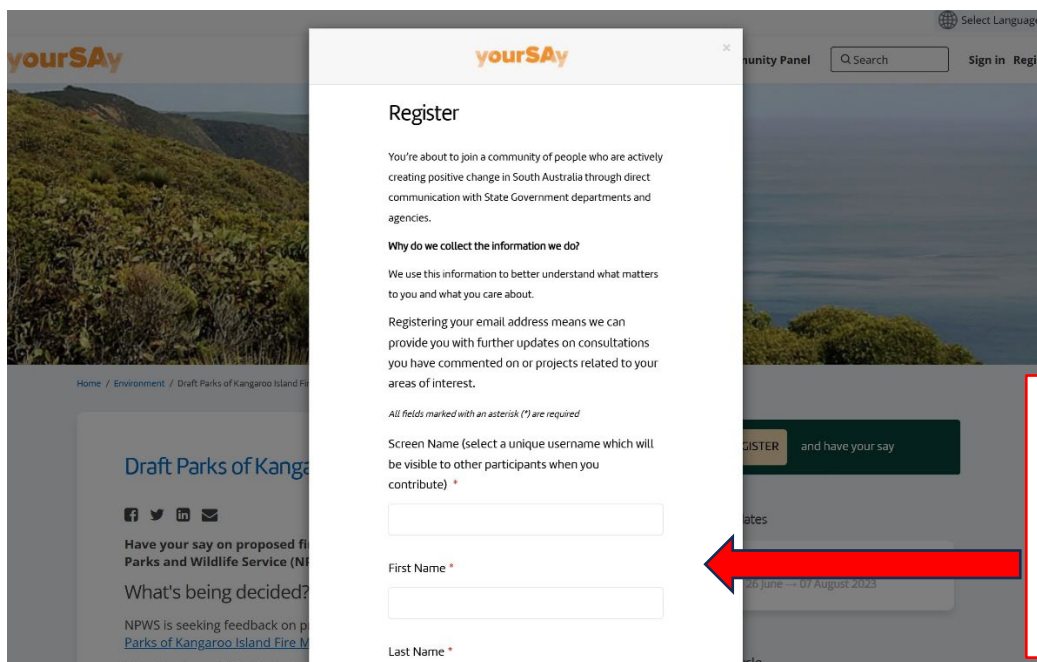 Select Language
yourSAy
yourSAy
×
Community Panel
Search
Sign in Regi
Register
You're about to join a community of people who are actively
creating positive change in South Australia through direct
communication with State Government departments and
agencies.
Why do we collect the information we do?
We use this information to better understand what matters
to you and what you care about.
Registering your email address means we can
provide you with further updates on consultations
you have commented on or projects related to your
areas of interest.
All fields marked with an asterisk (*) are required
Screen Name (select a unique username which will
be visible to other participants when you
contribute) *
First Name *
Last Name *
Home / Environment / Draft Parks of Kangaroo Island Fir
Draft Parks of Kanga
Have your say on proposed fi
Parks and Wildlife Service (NP
What's being decided?
NPWS is seeking feedback on p
Parks of Kangaroo Island Fire M
GISTER and have your say
ates
26 June → 07 August 2023